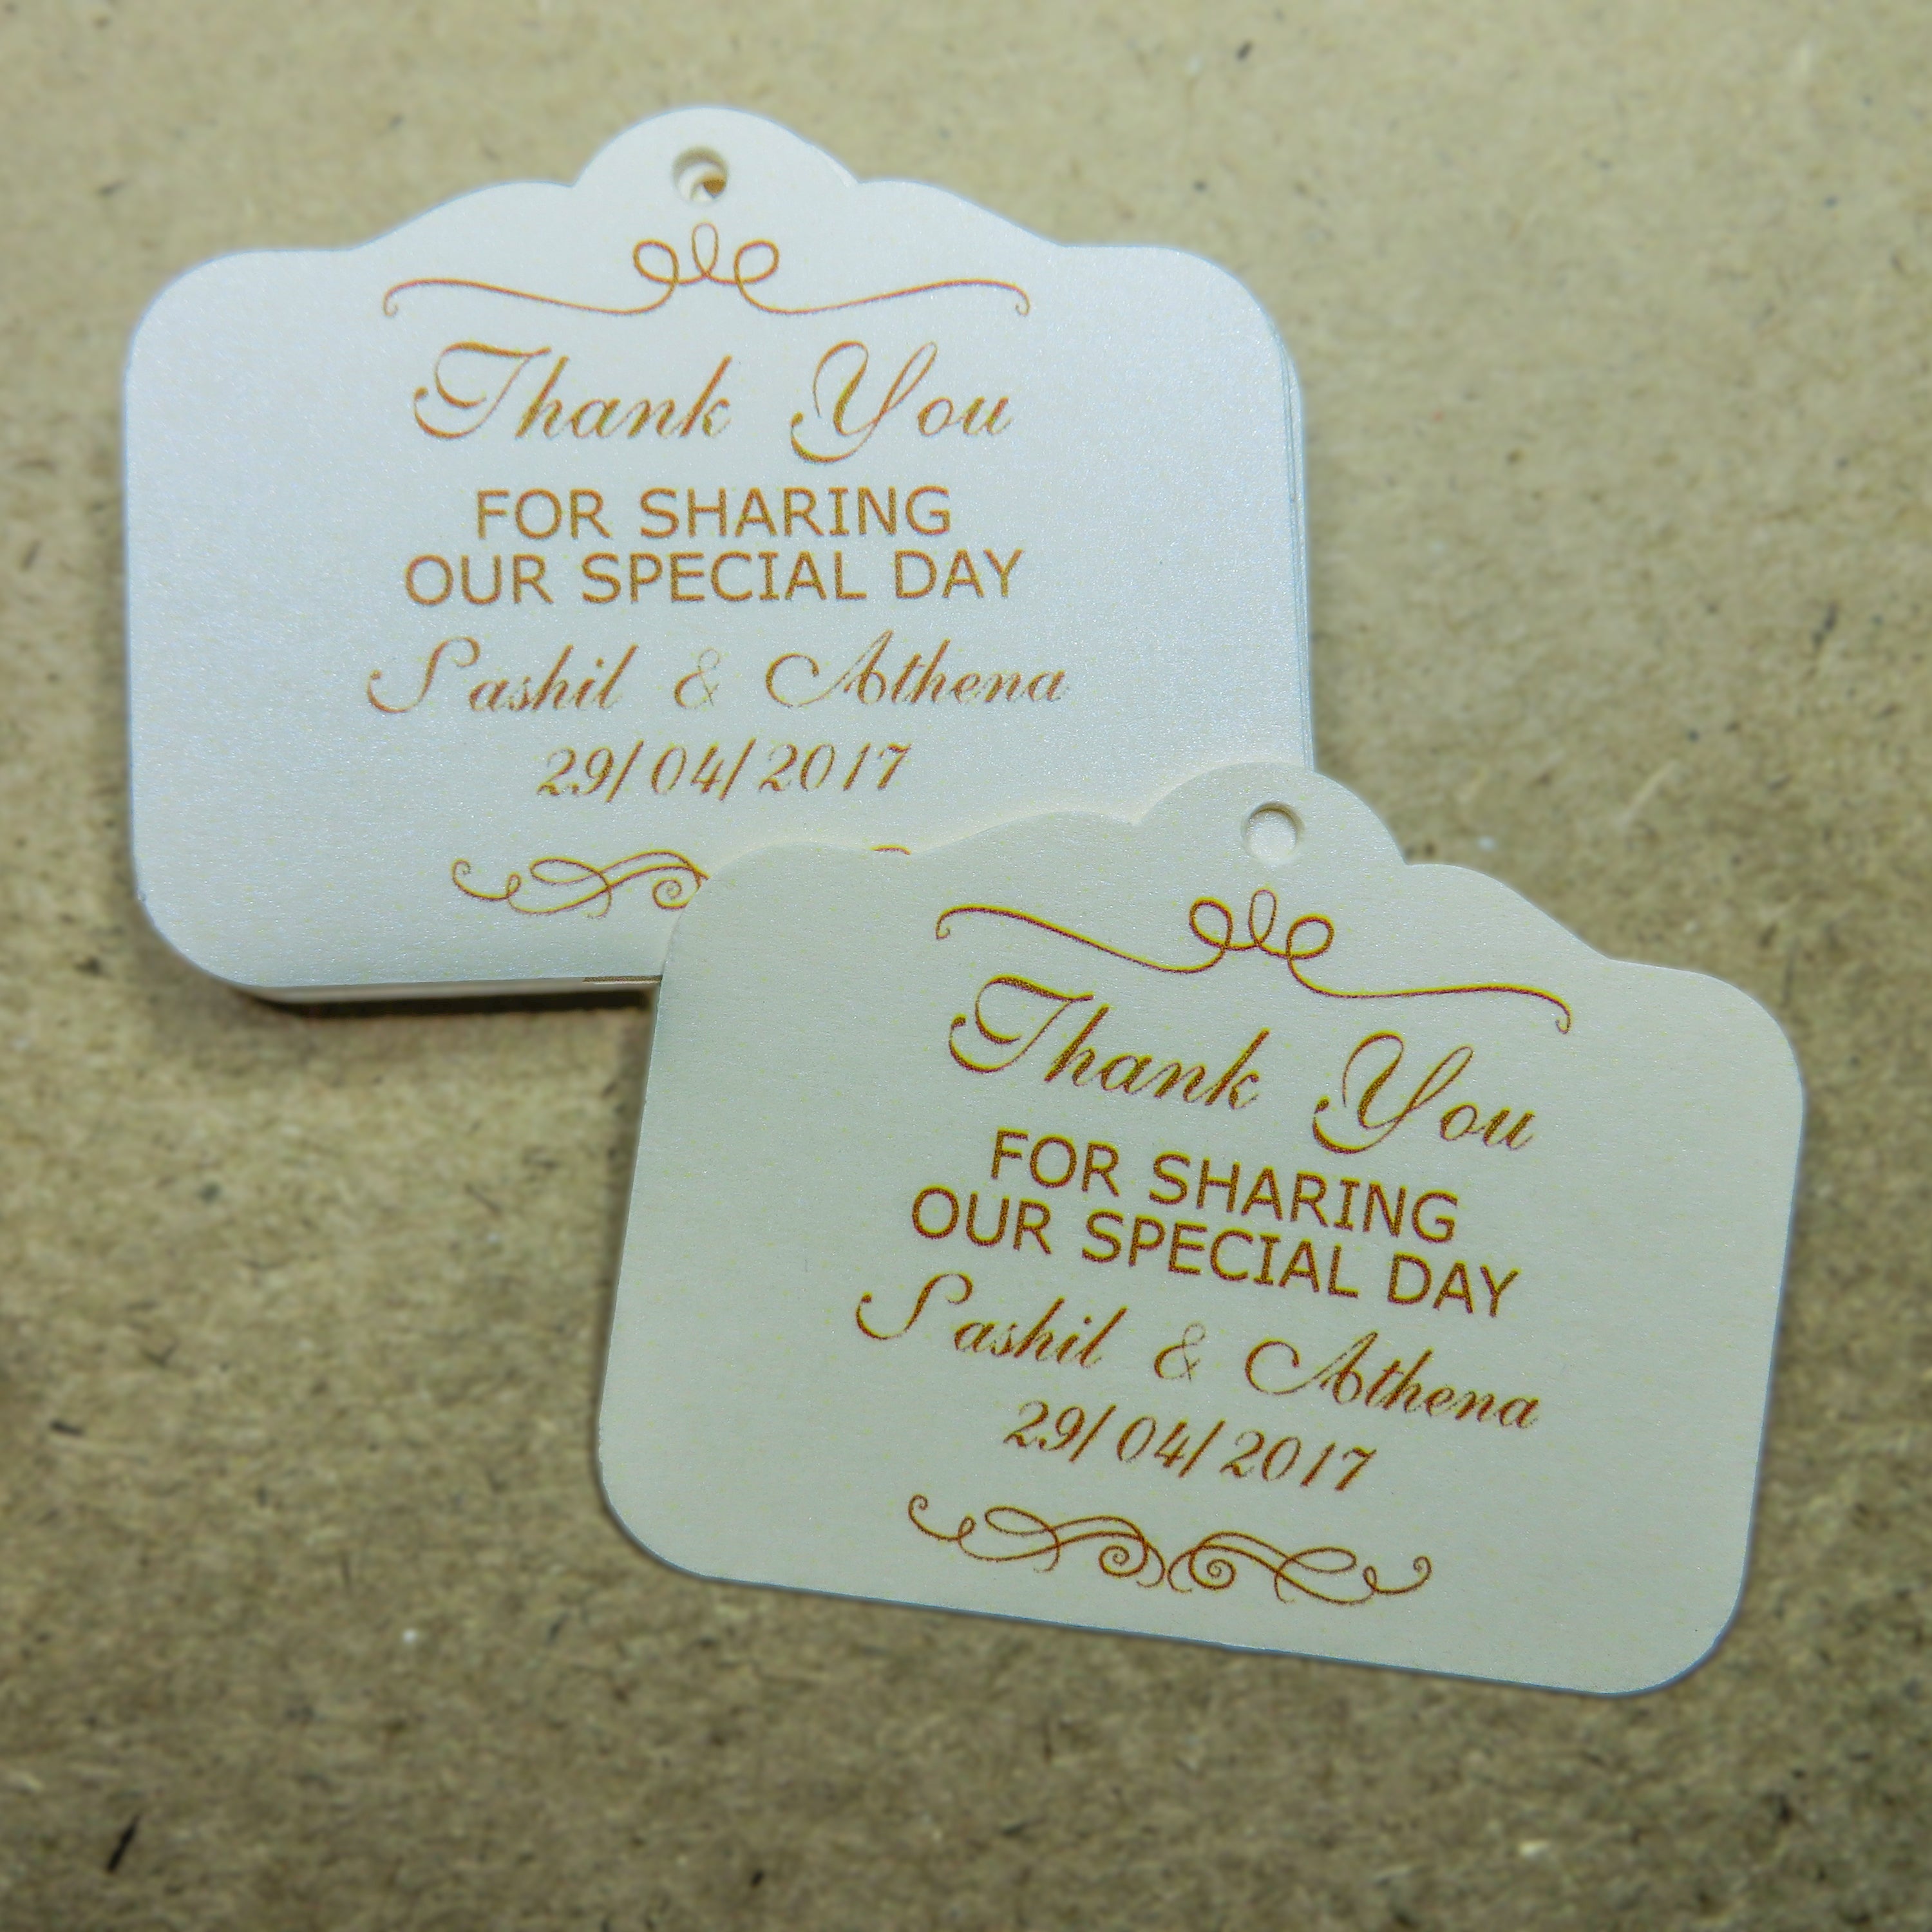 Thank You
FOR SHARING
OUR SPECIAL DAY
Sashil & Athena
29/04/2017
Thank You
FOR SHARING
OUR SPECIAL DAY
Sashil & Athena
29/04/2017